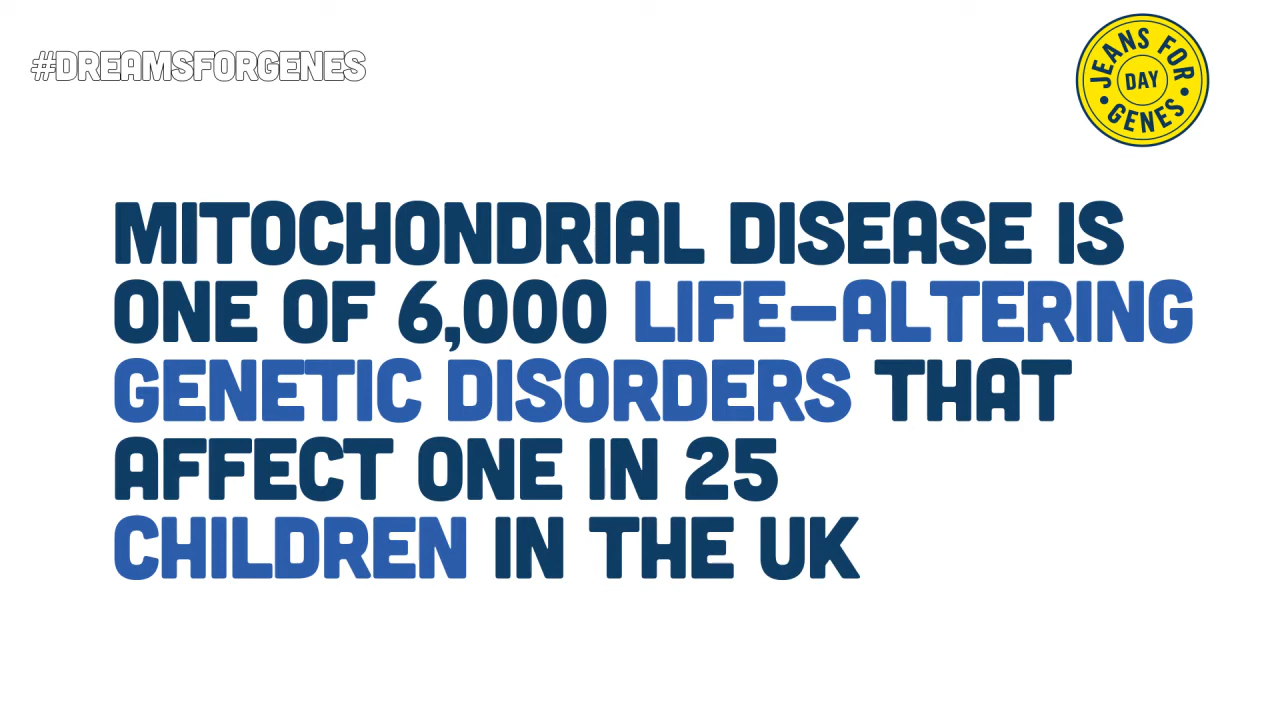 #DREAMSFORGENES
JEANS FOR
DAY
GENES
MITOCHONDRIAL DISEASE IS
ONE OF 6,000 LIFE-ALTERING
GENETIC DISORDERS THAT
AFFECT ONE IN 25
CHILDREN IN THE UK